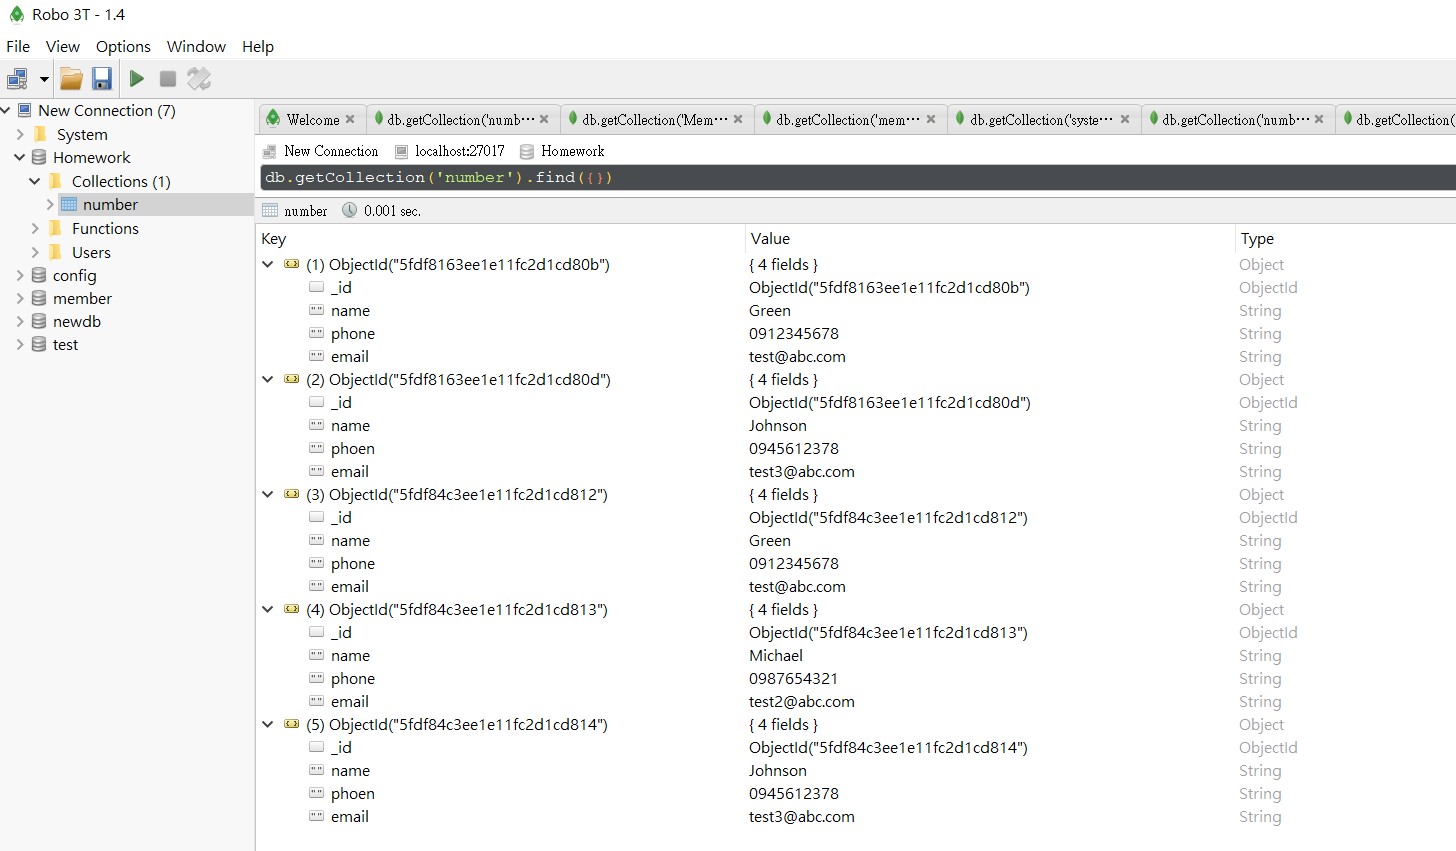 Robo 3T - 1.4
File View Options Window Help
New Connection (7)
System
Homework
Collections (1)
number
Functions
Users
config
member
newdb
test
Welcome db.getCollection('numb··· db.getCollection('Mem··· db.getCollection('mem··· db.getCollection('syste··· db.getCollection('numb··· db.getCollection(
New Connection localhost:27017 Homework
db.getCollection('number').find({})
number 0.001 sec.
Key Value Type
(1) ObjectId("5fdf8163ee1e11fc2d1cd80b") { 4 fields } Object
_id ObjectId("5fdf8163ee1e11fc2d1cd80b") ObjectId
name Green String
phone 0912345678 String
email test@abc.com String
(2) ObjectId("5fdf8163ee1e11fc2d1cd80d") { 4 fields } Object
_id ObjectId("5fdf8163ee1e11fc2d1cd80d") ObjectId
name Johnson String
phoen 0945612378 String
email test3@abc.com String
(3) ObjectId("5fdf84c3ee1e11fc2d1cd812") { 4 fields } Object
_id ObjectId("5fdf84c3ee1e11fc2d1cd812") ObjectId
name Green String
phone 0912345678 String
email test@abc.com String
(4) ObjectId("5fdf84c3ee1e11fc2d1cd813") { 4 fields } Object
_id ObjectId("5fdf84c3ee1e11fc2d1cd813") ObjectId
name Michael String
phone 0987654321 String
email test2@abc.com String
(5) ObjectId("5fdf84c3ee1e11fc2d1cd814") { 4 fields } Object
_id ObjectId("5fdf84c3ee1e11fc2d1cd814") ObjectId
name Johnson String
phoen 0945612378 String
email test3@abc.com String